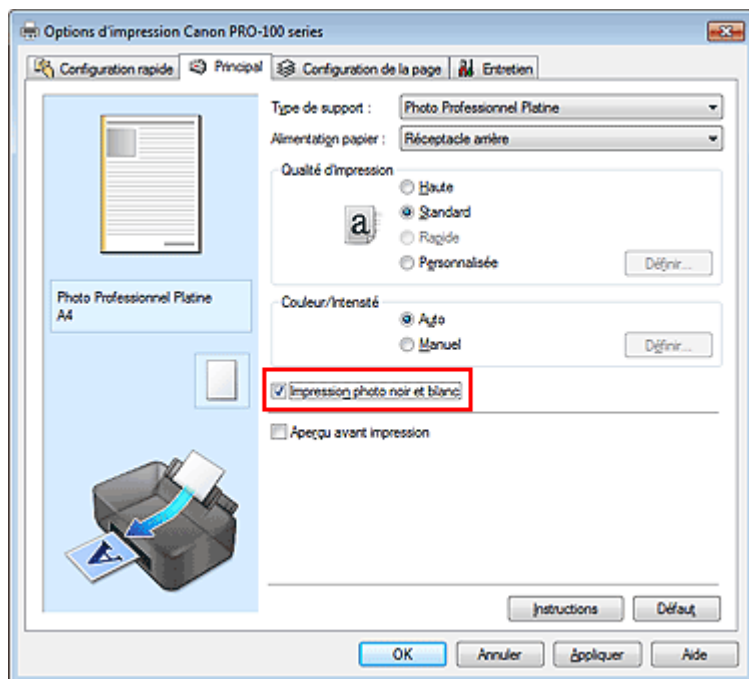 Options d'impression Canon PRO-100 series
Configuration rapide Principal Configuration de la page Entretien
Type de support : Photo Professionnel Platine
Alimentation papier : Réceptacle arrière
Qualité d'impression
Haute
a Standard
Rapide
Personnalisée Définir...
Photo Professionnel Platine
A4
Couleur/Intensité
Auto
Manuel Définir...
Impression photo noir et blanc
Aperçu avant impression
A
Instructions Défaut
OK Annuler Appliquer Aide